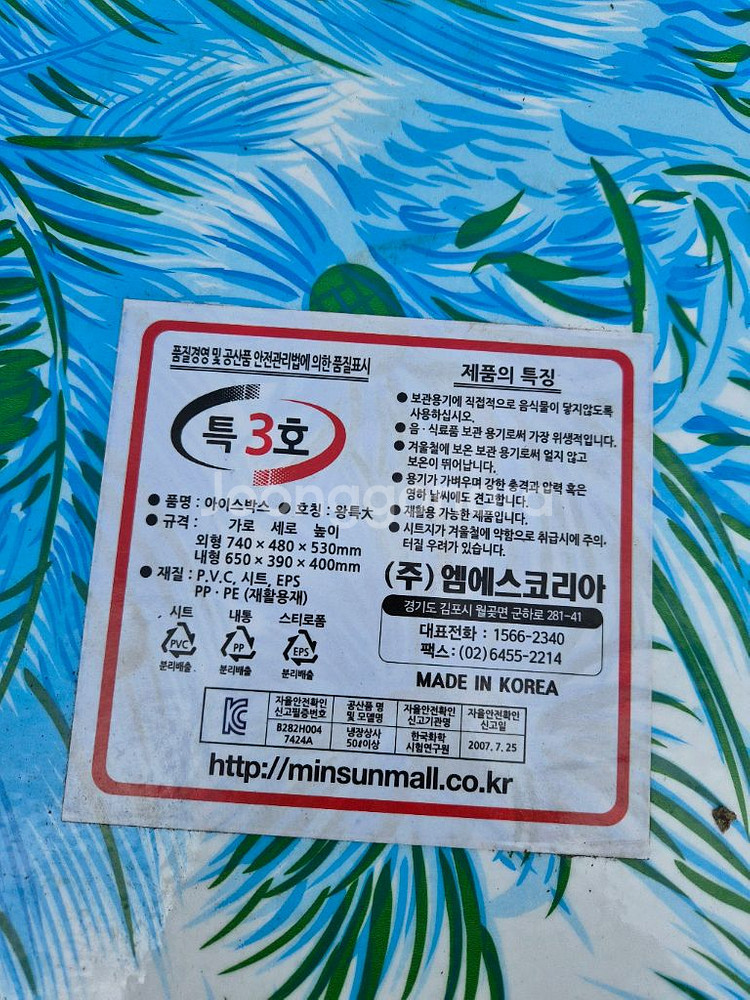 품질경영 및 공산품 안전관리법에 의한 품질표시
특 3호
● 품명 : 아이스박스 ● 호칭 : 왕특大
● 규격 : 가로 세로 높이
외형 740 × 480 × 530mm
내형 650 × 390 × 400mm
● 재질 : P.V.C, 시트, EPS
PP · PE (재활용재)
시트 내통 스티로폼
PVC PP EPS
분리배출 분리배출 분리배출
제품의 특징
● 보관용기에 직접적으로 음식물이 닿지않도록
사용하십시오.
● 음 · 식료품 보관 용기로써 가장 위생적입니다.
● 겨울철에 보온 보관 용기로써 얼지 않고
보온이 뛰어납니다.
● 용기가 가벼우며 강한 충격과 압력 혹은
영하 날씨에도 견고합니다.
● 재활용 가능한 제품입니다.
● 시트지가 겨울철에 약함으로 취급시에 주의.
터질 우려가 있습니다.
(주) 엠에스코리아
경기도 김포시 월곶면 군하로 281-41
대표전화 : 1566-2340
팩스 : (02) 6455-2214
MADE IN KOREA
자율안전확인 신고필증번호 공산품 명 및 모델명 자율안전확인 신고기관명 자율안전확인 신고일
B282H004 7424A 냉장상사 50ℓ이상 한국화학 시험연구원 2007. 7. 25
http://minsunmall.co.kr